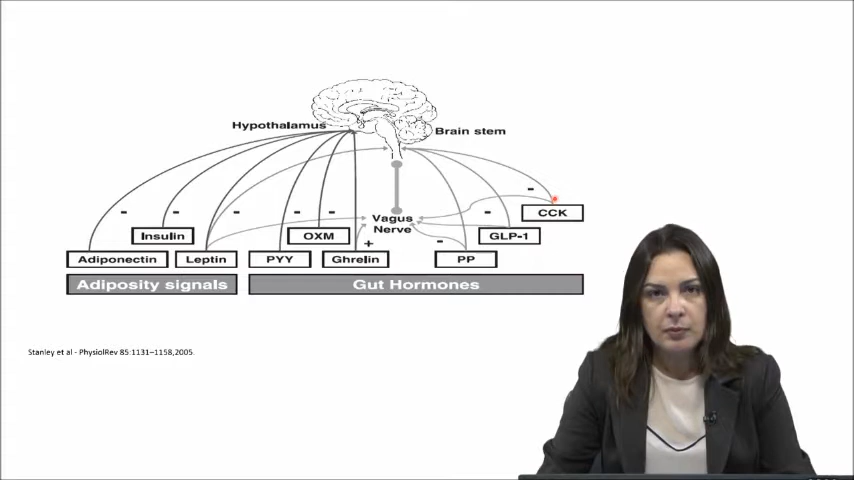 Hypothalamus
Brain stem
- - - - - - -
CCK
Vagus
Nerve
Insulin
OXM
GLP-1
+
-
Adiponectin
Leptin
PYY
Ghrelin
PP
Adiposity signals
Gut Hormones
Stanley et al - PhysiolRev 85:1131–1158,2005.